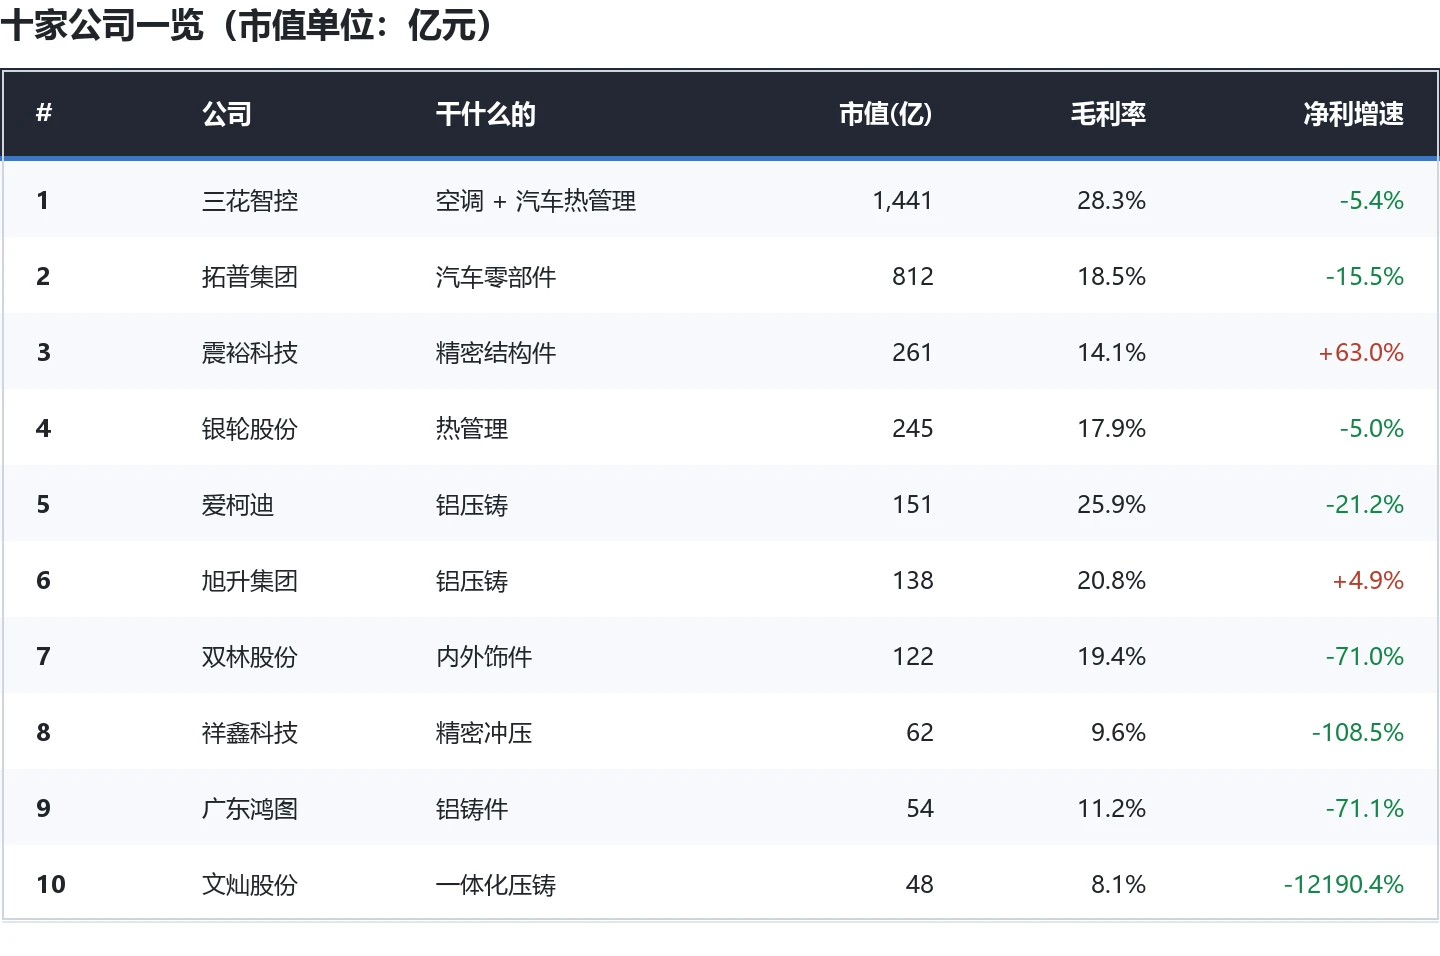 十家公司一览（市值单位：亿元）
# 公司 干什么的 市值(亿) 毛利率 净利增速
1 三花智控 空调 + 汽车热管理 1,441 28.3% -5.4%
2 拓普集团 汽车零部件 812 18.5% -15.5%
3 震裕科技 精密结构件 261 14.1% +63.0%
4 银轮股份 热管理 245 17.9% -5.0%
5 爱柯迪 铝压铸 151 25.9% -21.2%
6 旭升集团 铝压铸 138 20.8% +4.9%
7 双林股份 内外饰件 122 19.4% -71.0%
8 祥鑫科技 精密冲压 62 9.6% -108.5%
9 广东鸿图 铝铸件 54 11.2% -71.1%
10 文灿股份 一体化压铸 48 8.1% -12190.4%